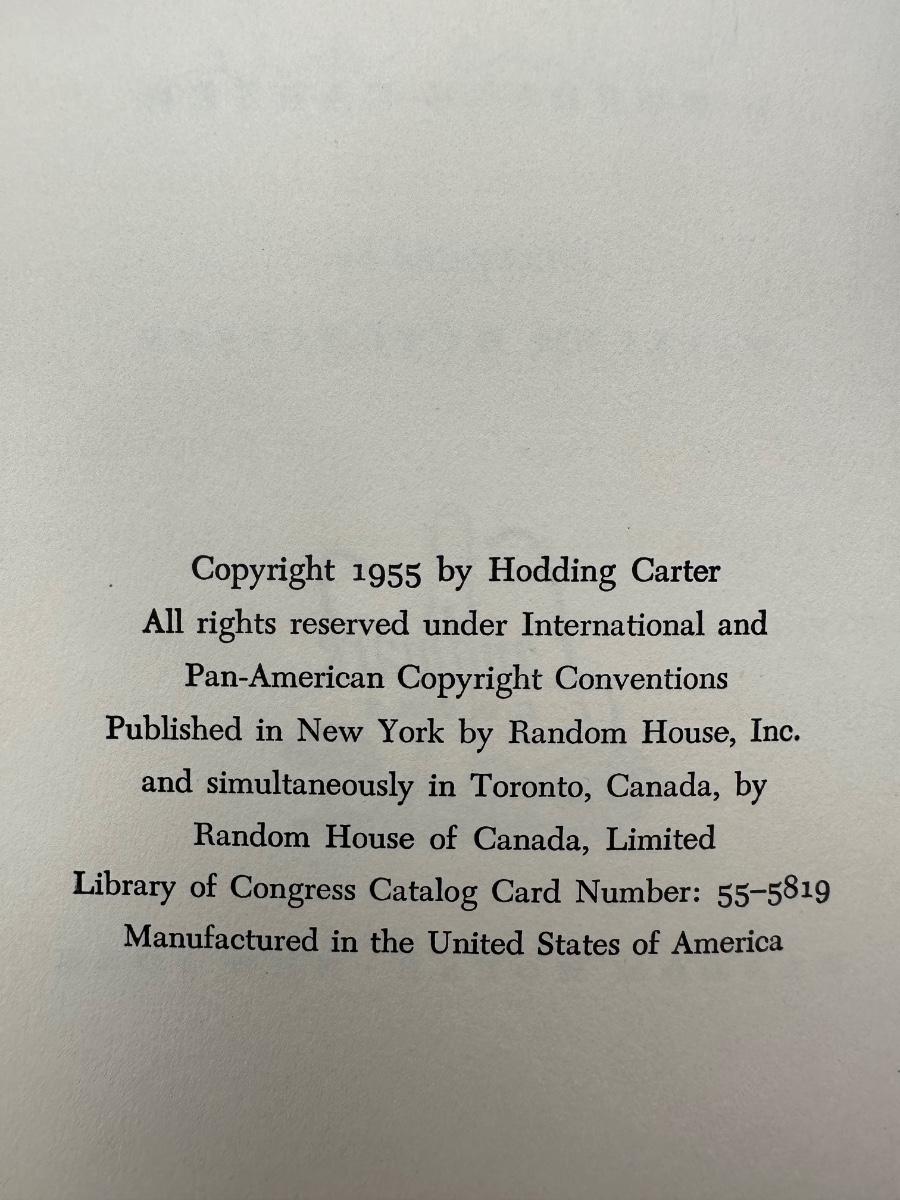 Copyright 1955 by Hodding Carter
All rights reserved under International and
Pan-American Copyright Conventions
Published in New York by Random House, Inc.
and simultaneously in Toronto, Canada, by
Random House of Canada, Limited
Library of Congress Catalog Card Number: 55–5819
Manufactured in the United States of America